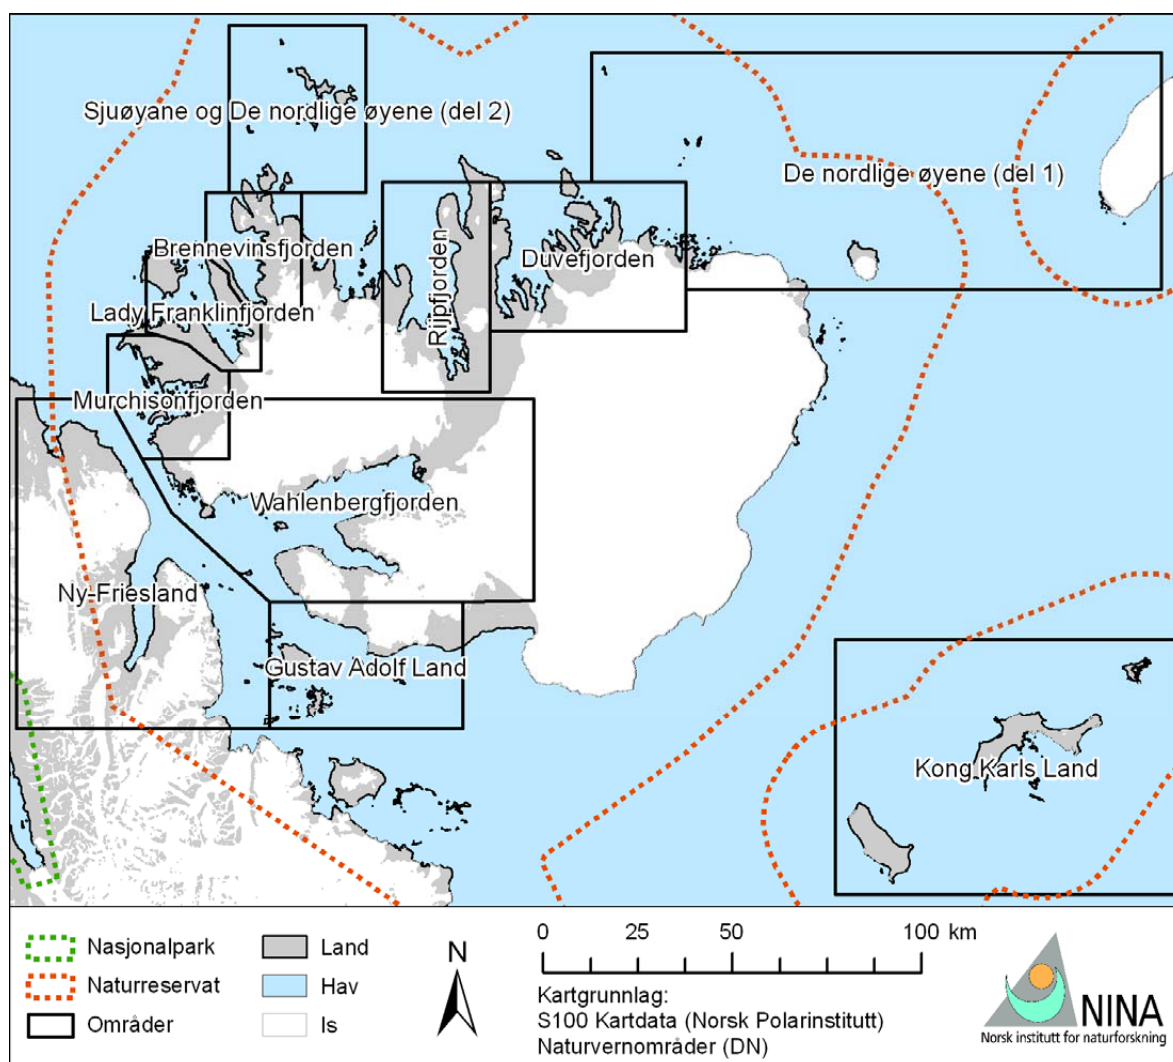 Sjuøyane og De nordlige øyene (del 2)
De nordlige øyene (del 1)
Brennevinsfjorden
Rijpfjorden
Duvefjorden
Lady Franklinfjorden
Murchisonfjorden
Wahlenbergfjorden
Ny-Friesland
Gustav Adolf Land
Kong Karls Land
Nasjonalpark
Naturreservat
Områder
Land
Hav
Is
N
0 25 50 100 km
Kartgrunnlag:
S100 Kartdata (Norsk Polarinstitutt)
Naturvernområder (DN)
NINA
Norsk institutt for naturforskning